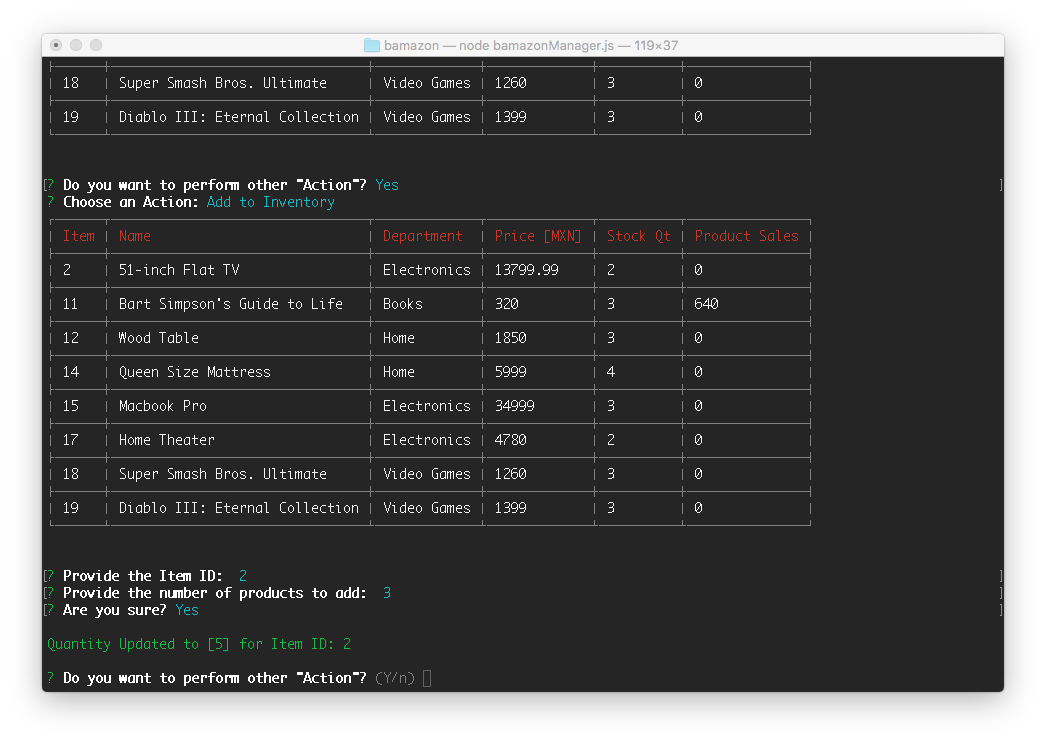 bamazon — node bamazonManager.js — 119×37
| 18 | Super Smash Bros. Ultimate | Video Games | 1260 | 3 | 0 |
| 19 | Diablo III: Eternal Collection | Video Games | 1399 | 3 | 0 |
[? Do you want to perform other "Action"? Yes ]
? Choose an Action: Add to Inventory
| Item | Name | Department | Price [MXN] | Stock Qt | Product Sales |
| 2 | 51-inch Flat TV | Electronics | 13799.99 | 2 | 0 |
| 11 | Bart Simpson's Guide to Life | Books | 320 | 3 | 640 |
| 12 | Wood Table | Home | 1850 | 3 | 0 |
| 14 | Queen Size Mattress | Home | 5999 | 4 | 0 |
| 15 | Macbook Pro | Electronics | 34999 | 3 | 0 |
| 17 | Home Theater | Electronics | 4780 | 2 | 0 |
| 18 | Super Smash Bros. Ultimate | Video Games | 1260 | 3 | 0 |
| 19 | Diablo III: Eternal Collection | Video Games | 1399 | 3 | 0 |
[? Provide the Item ID: 2 ]
[? Provide the number of products to add: 3 ]
[? Are you sure? Yes ]
Quantity Updated to [5] for Item ID: 2
? Do you want to perform other "Action"? (Y/n)